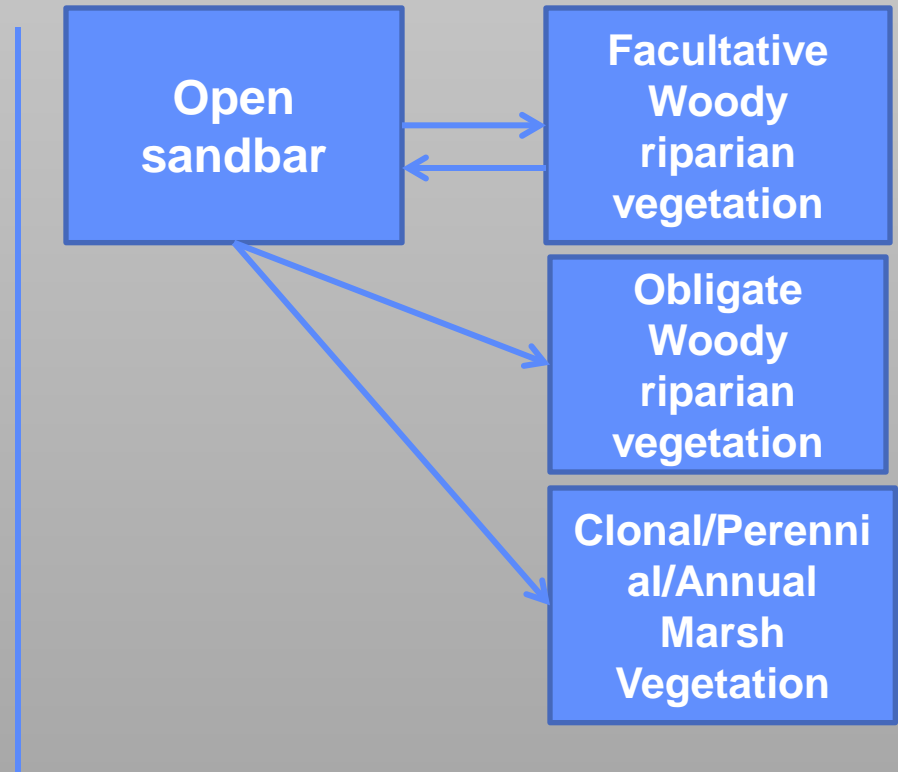 Open
sandbar
Facultative
Woody
riparian
vegetation
Obligate
Woody
riparian
vegetation
Clonal/Perenni
al/Annual
Marsh
Vegetation